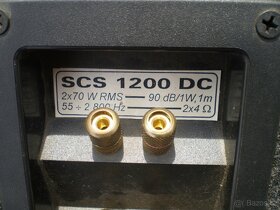 SCS 1200 DC
2x70 W RMS — 90 dB/1W,1m
55 ÷ 2 800 Hz — 2x4 Ω